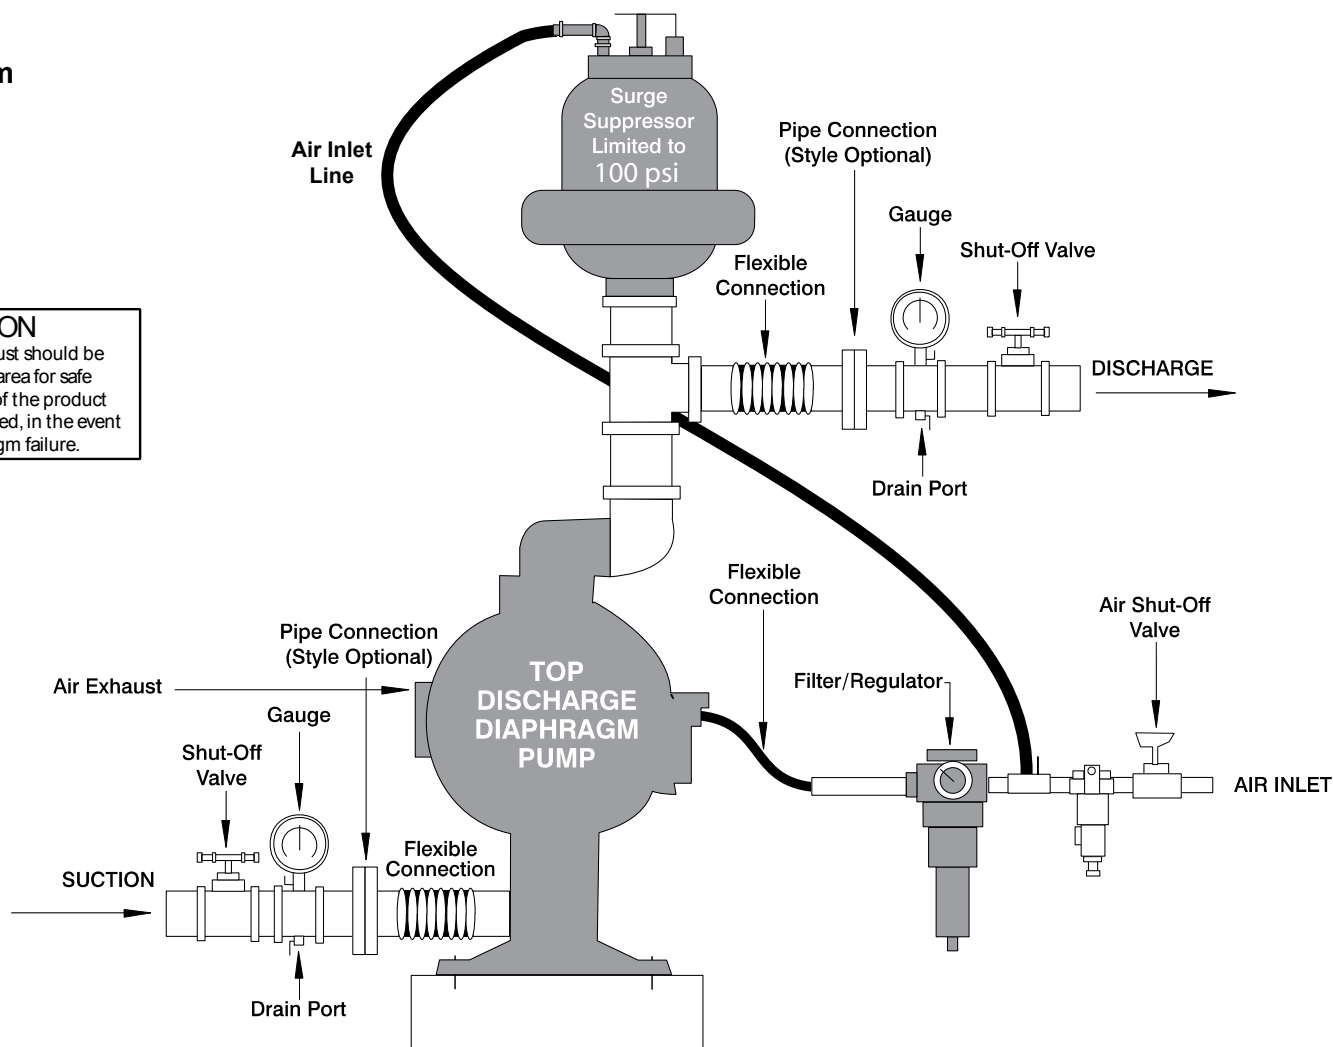 Surge
Suppressor
Limited to
100 psi
Air Inlet
Line
Pipe Connection
(Style Optional)
Gauge
Shut-Off Valve
Flexible
Connection
DISCHARGE
Drain Port
ust should be
area for safe
of the product
ed, in the event
gm failure.
Flexible
Connection
Air Shut-Off
Valve
Pipe Connection
(Style Optional)
Air Exhaust
TOP
DISCHARGE
DIAPHRAGM
PUMP
Filter/Regulator
Gauge
Shut-Off
Valve
AIR INLET
Flexible
Connection
SUCTION
Drain Port